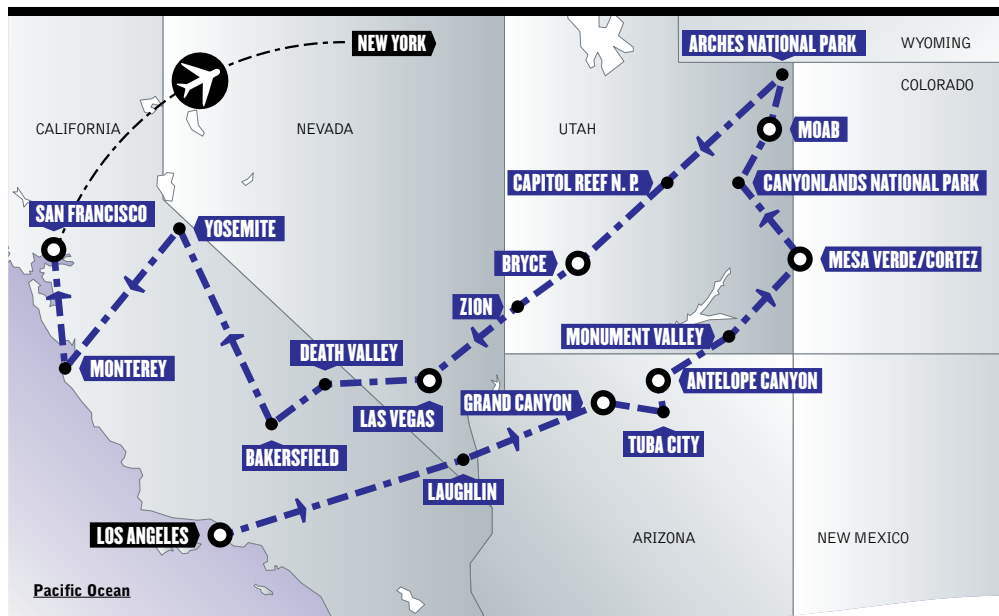 NEW YORK
ARCHES NATIONAL PARK
WYOMING
COLORADO
CALIFORNIA
NEVADA
UTAH
MOAB
CAPITOL REEF N. P.
CANYONLANDS NATIONAL PARK
SAN FRANCISCO
YOSEMITE
BRYCE
MESA VERDE/CORTEZ
ZION
MONUMENT VALLEY
DEATH VALLEY
MONTEREY
ANTELOPE CANYON
GRAND CANYON
LAS VEGAS
TUBA CITY
BAKERSFIELD
LAUGHLIN
LOS ANGELES
ARIZONA
NEW MEXICO
Pacific Ocean